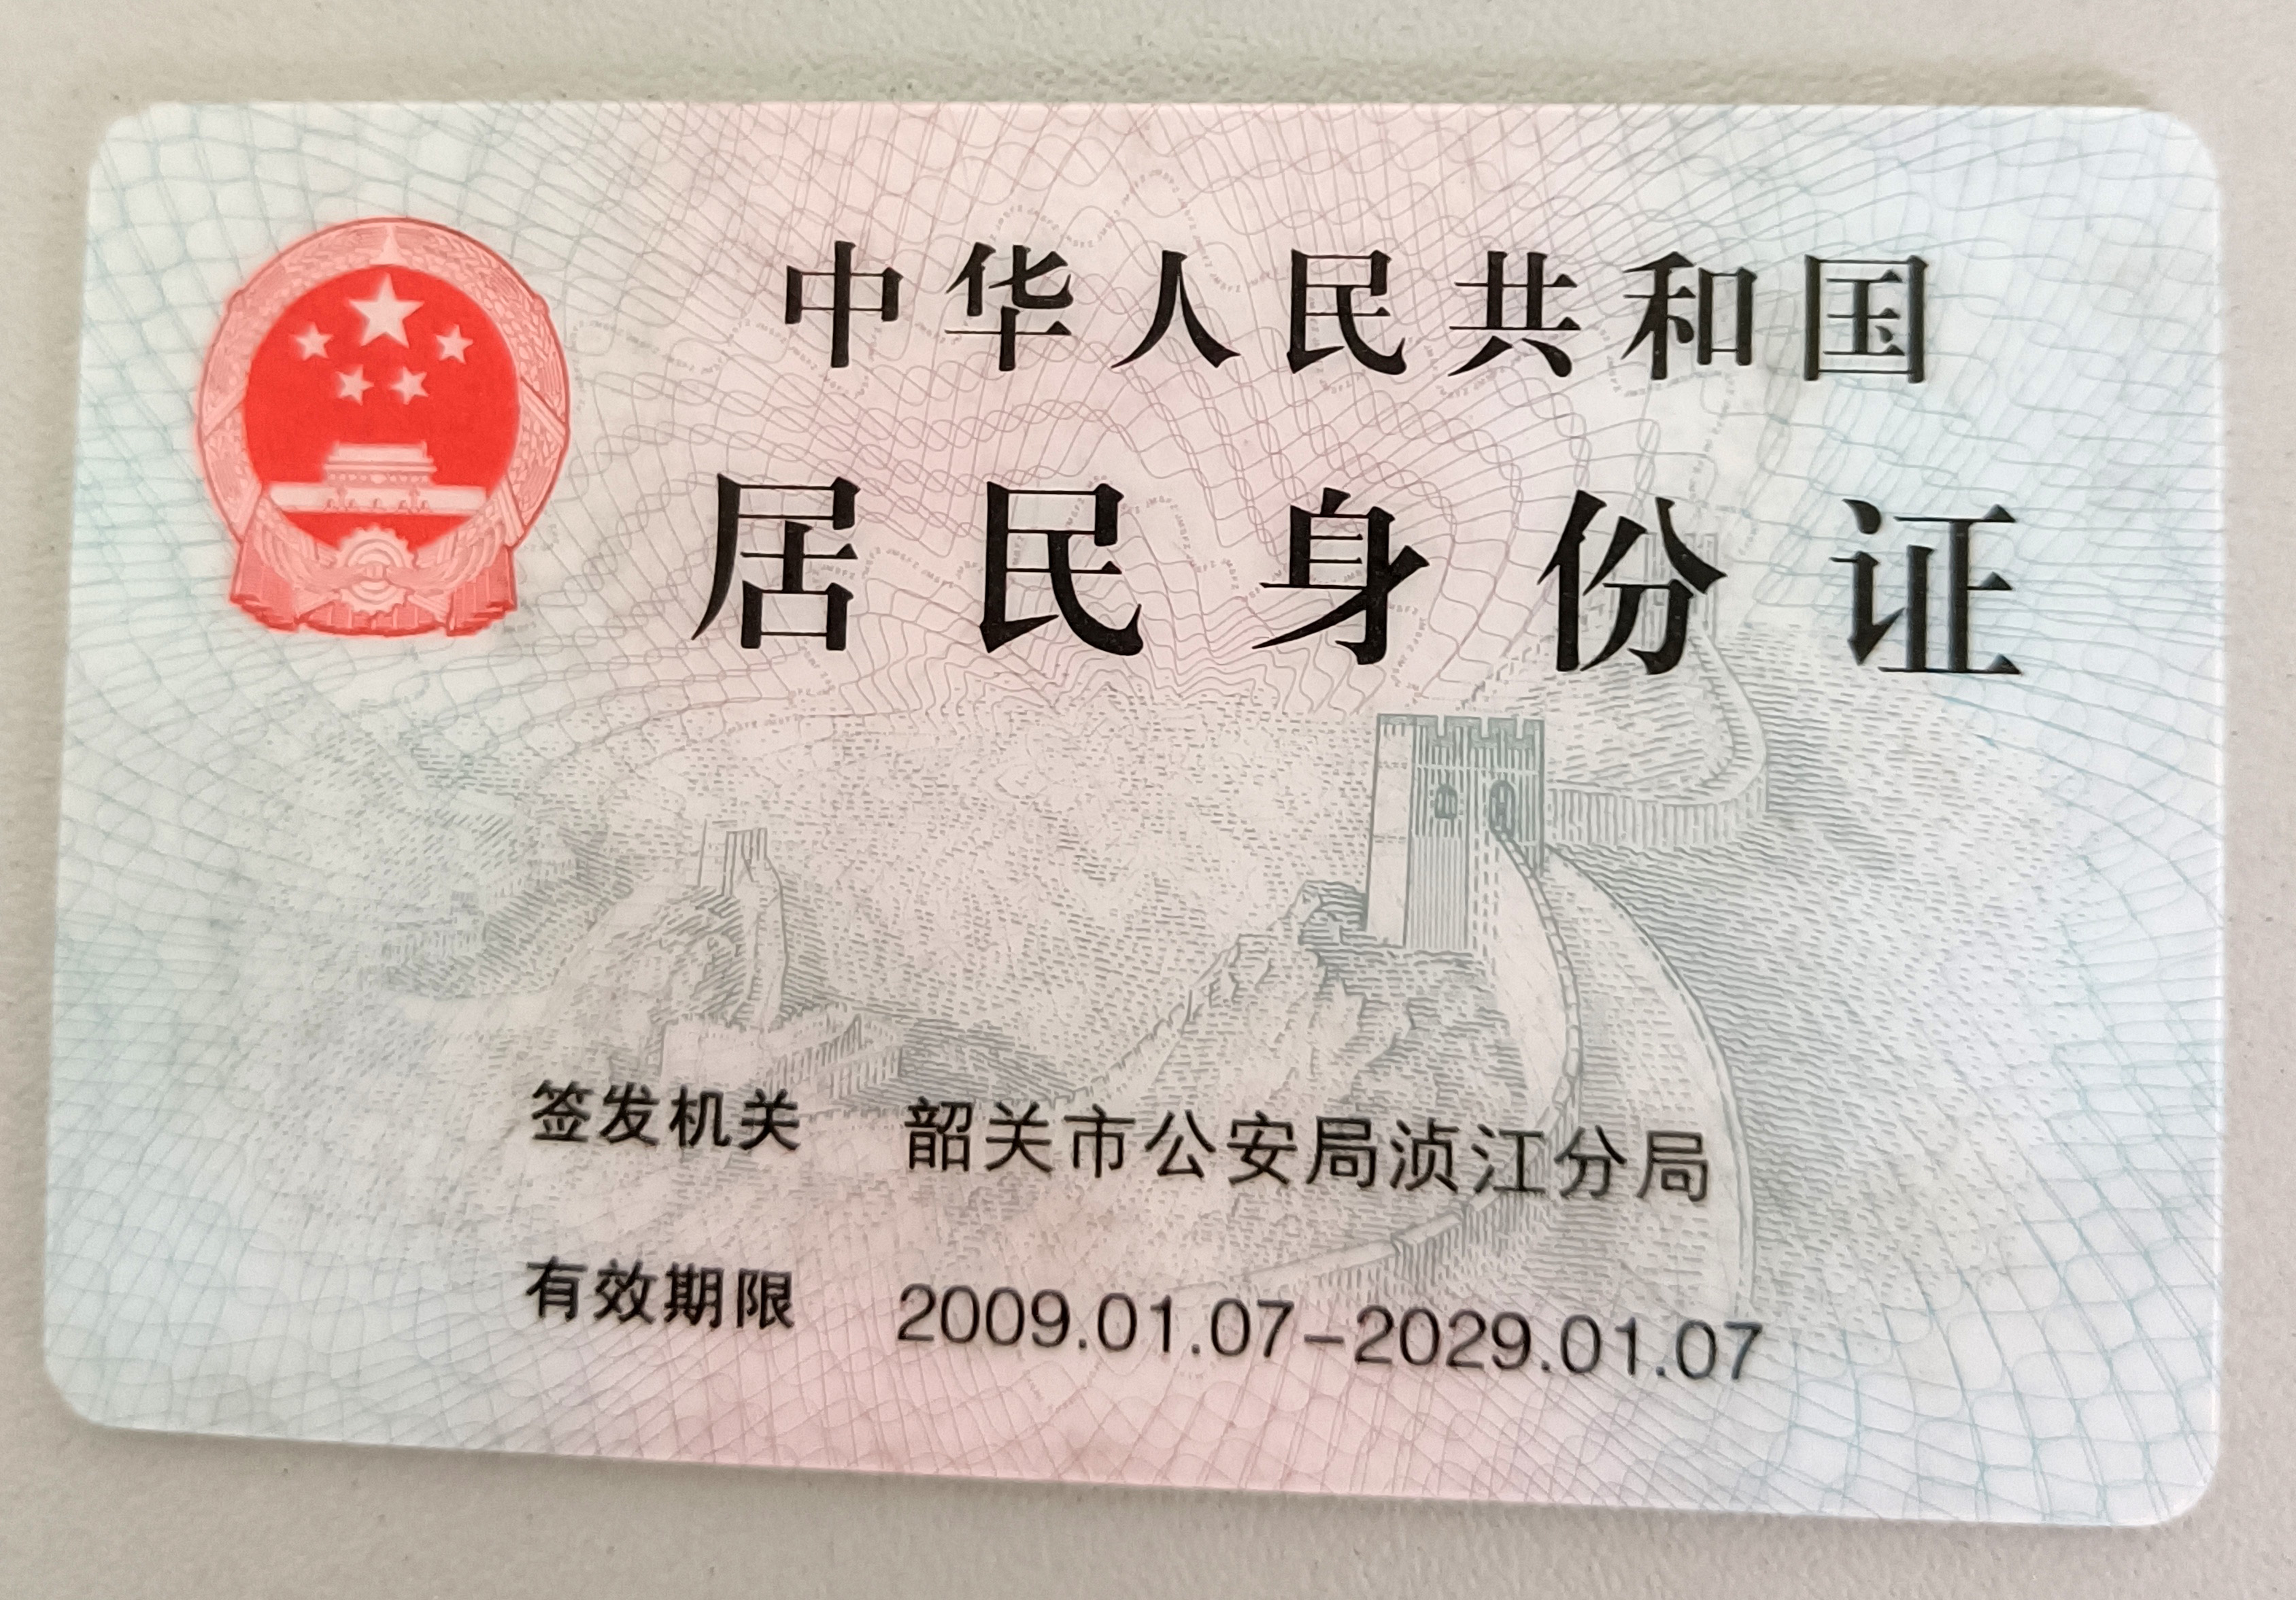 中华人民共和国
居民身份证
签发机关 韶关市公安局浈江分局
有效期限 2009.01.07-2029.01.07